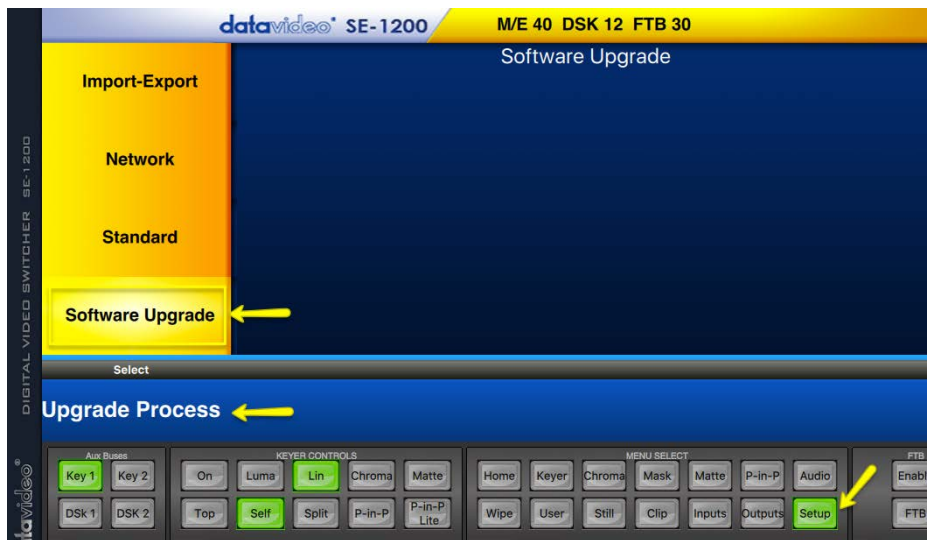 datavideo SE-1200
M/E 40 DSK 12 FTB 30
Software Upgrade
Import-Export
Network
Standard
Software Upgrade
Select
Upgrade Process
DIGITAL VIDEO SWITCHER SE-1200
datavideo
Aux Buses
Key 1 Key 2
DSk 1 DSK 2
KEYER CONTROLS
On Luma Lin Chroma Matte
Top Self Split P-in-P P-in-P Lite
MENU SELECT
Home Keyer Chroma Mask Matte P-in-P Audio
Wipe User Still Clip Inputs Outputs Setup
FTB
Enabl
FTB